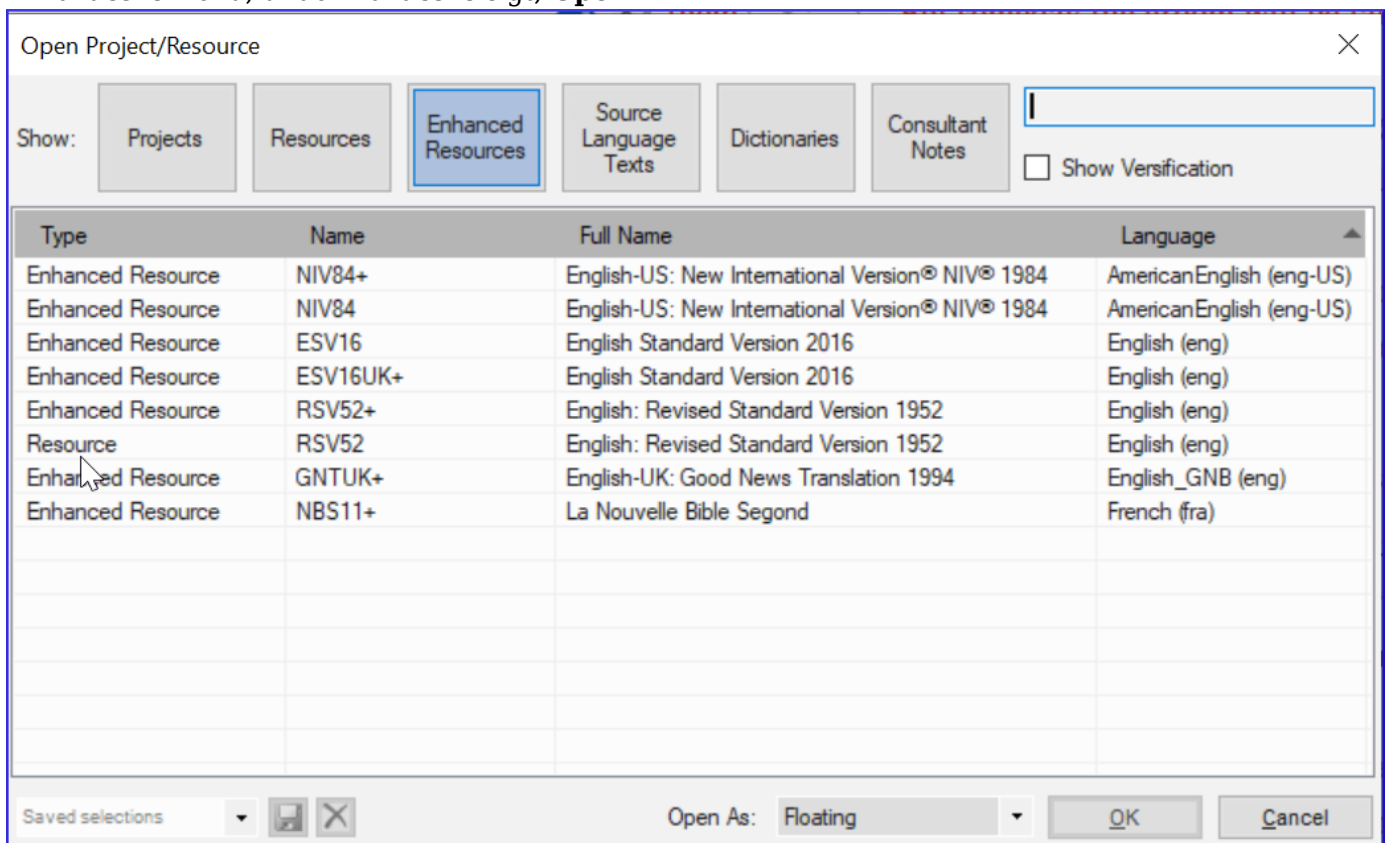 Open Project/Resource
Show: Projects Resources Enhanced Resources Source Language Texts Dictionaries Consultant Notes
Show Versification
Type Name Full Name Language
Enhanced Resource NIV84+ English-US: New International Version® NIV® 1984 AmericanEnglish (eng-US)
Enhanced Resource NIV84 English-US: New International Version® NIV® 1984 AmericanEnglish (eng-US)
Enhanced Resource ESV16 English Standard Version 2016 English (eng)
Enhanced Resource ESV16UK+ English Standard Version 2016 English (eng)
Enhanced Resource RSV52+ English: Revised Standard Version 1952 English (eng)
Resource RSV52 English: Revised Standard Version 1952 English (eng)
Enhanced Resource GNTUK+ English-UK: Good News Translation 1994 English_GNB (eng)
Enhanced Resource NBS11+ La Nouvelle Bible Segond French (fra)
Saved selections Open As: Floating OK Cancel